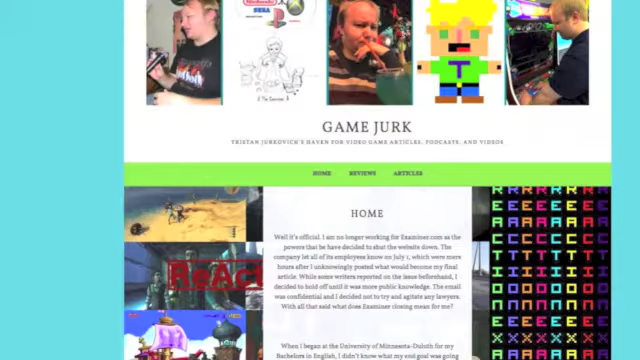 Nintendo
SEGA
GAME JURK
TRISTAN JURKOVICH'S HAVEN FOR VIDEO GAME ARTICLES, PODCASTS, AND VIDEOS
HOME REVIEWS ARTICLES
HOME
Well it's official. I am no longer working for Examiner.com as the
powers that be have decided to shut the website down. The
company let all of its employees know on July 1, which were mere
hours after I unknowingly posted what would become my final
article. While some writers reported on the issue beforehand, I
decided to hold off until it was more public knowledge. The email
was confidential and I decided not to try and agitate any lawyers.
With all that said what does Examiner closing mean for me?
When I began at the University of Minnesota-Duluth for my
Bachelors in English, I didn't know what my end goal was going
ReAct
T